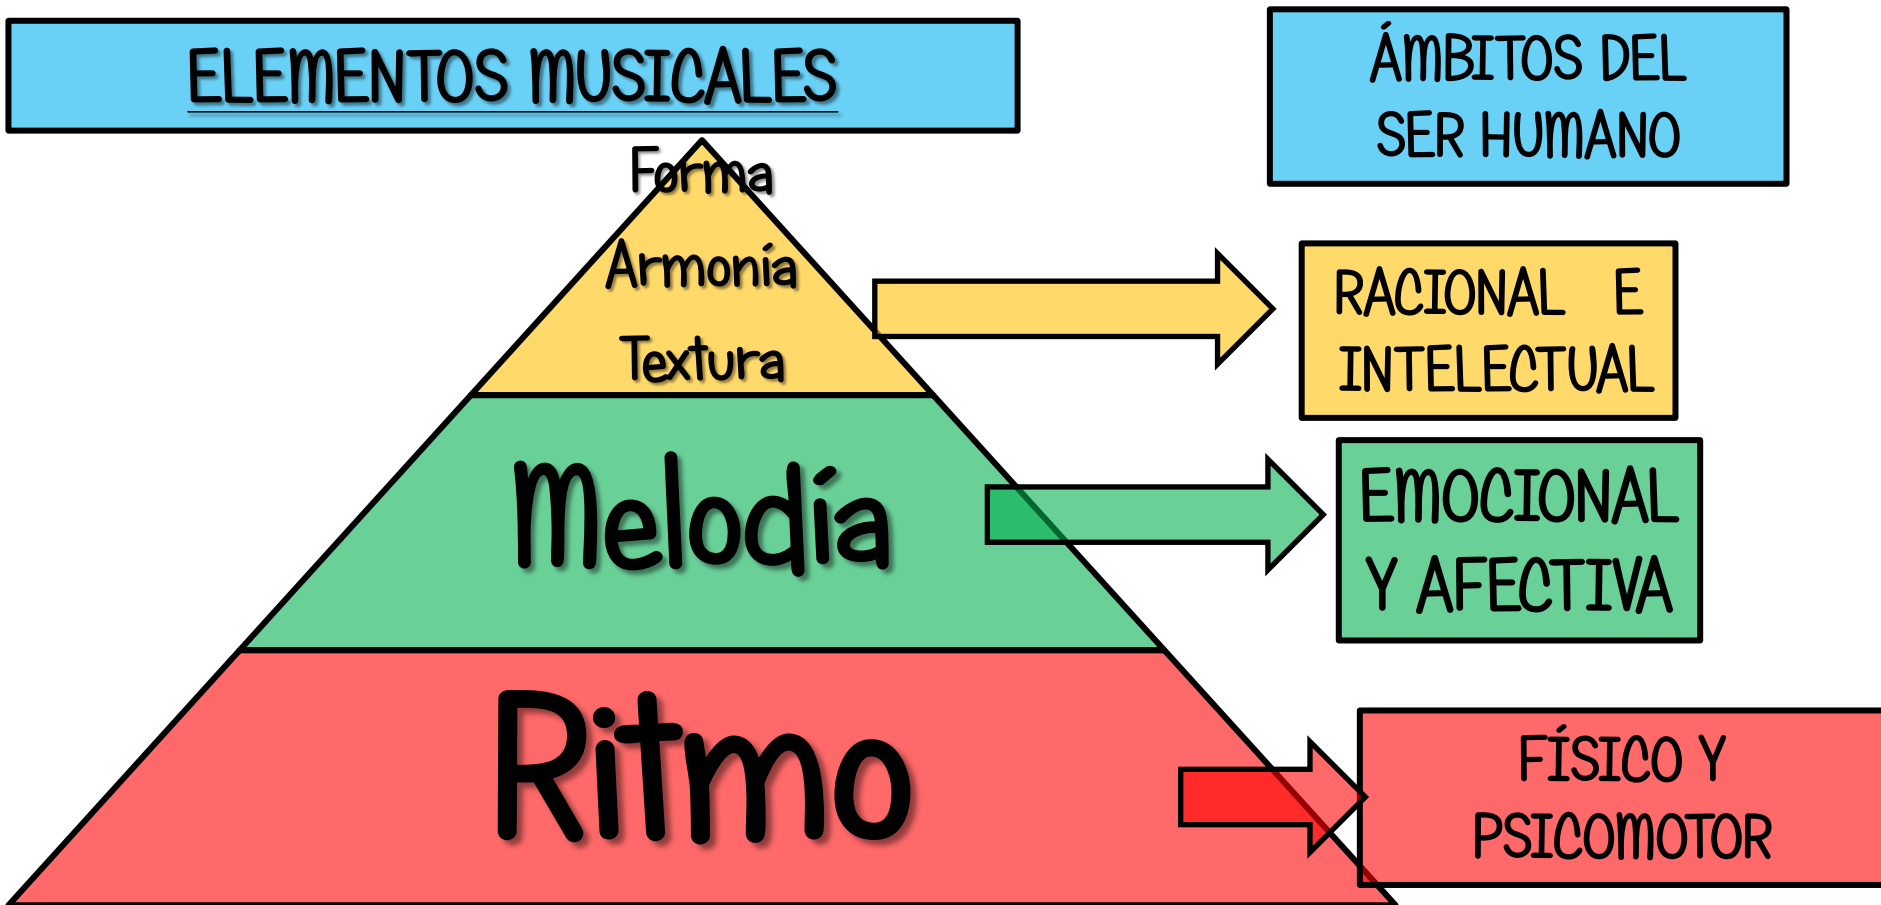 ELEMENTOS MUSICALES
ÁMBITOS DEL
SER HUMANO
Forma
Armonía
Textura
RACIONAL E
INTELECTUAL
Melodía
EMOCIONAL
Y AFECTIVA
Ritmo
FÍSICO Y
PSICOMOTOR